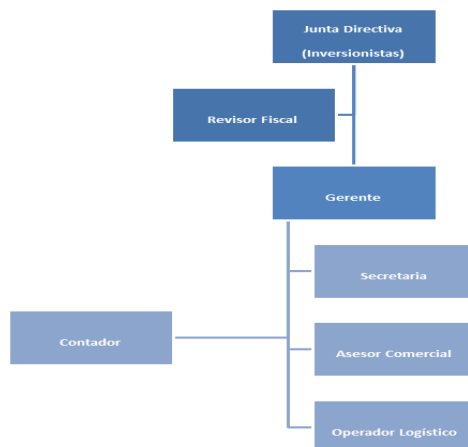 Junta Directiva
(Inversionistas)
Revisor Fiscal
Gerente
Secretaria
Contador
Asesor Comercial
Operador Logístico